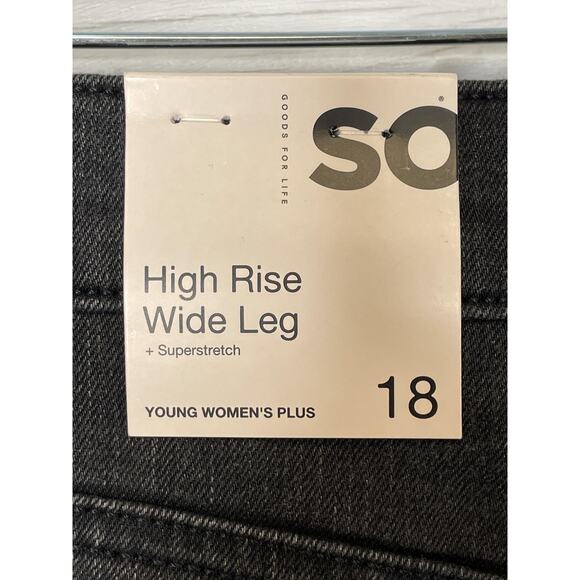 GOODS FOR LIFE
SO®
High Rise
Wide Leg
+ Superstretch
YOUNG WOMEN'S PLUS
18